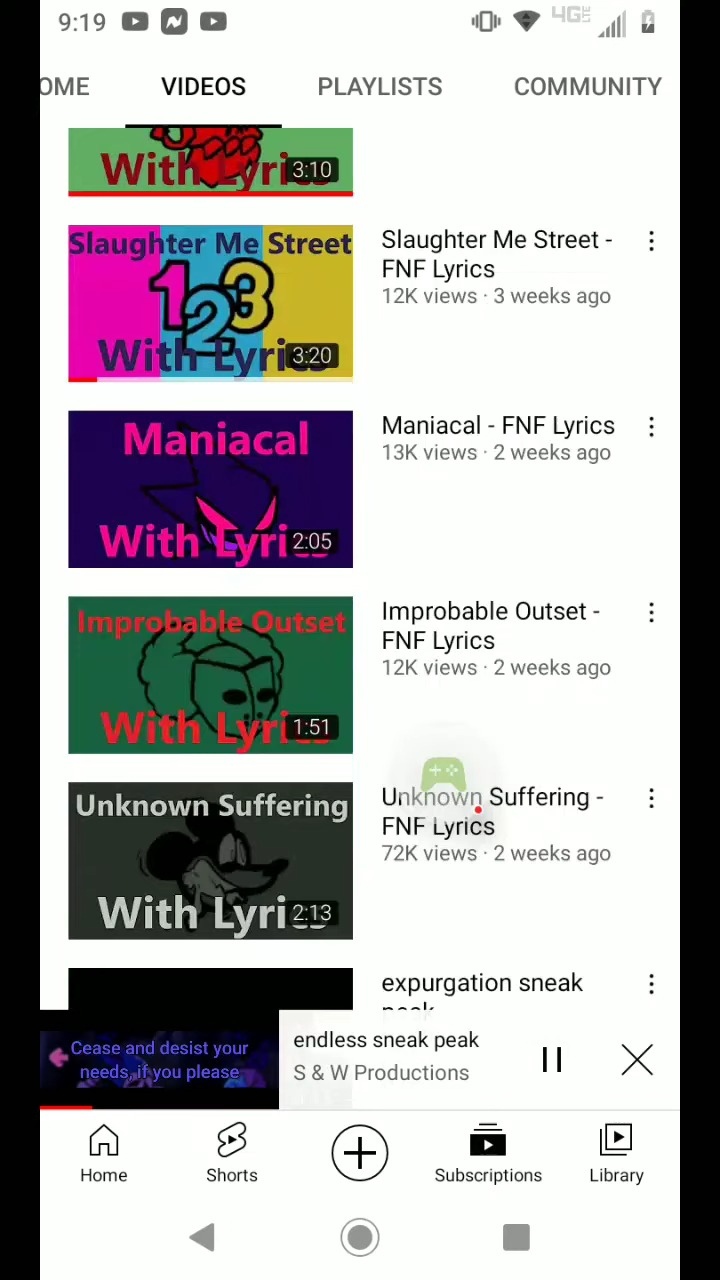 9:19
4GE
OME VIDEOS PLAYLISTS COMMUNITY
With Lyrics
3:10
Slaughter Me Street
123
With Lyrics
3:20
Slaughter Me Street -
FNF Lyrics
12K views · 3 weeks ago
Maniacal
With Lyrics
2:05
Maniacal - FNF Lyrics
13K views · 2 weeks ago
Improbable Outset
With Lyrics
1:51
Improbable Outset -
FNF Lyrics
12K views · 2 weeks ago
Unknown Suffering
With Lyrics
2:13
Unknown Suffering -
FNF Lyrics
72K views · 2 weeks ago
expurgation sneak
peak
Cease and desist your
needs, if you please
endless sneak peak
S & W Productions
Home Shorts Subscriptions Library